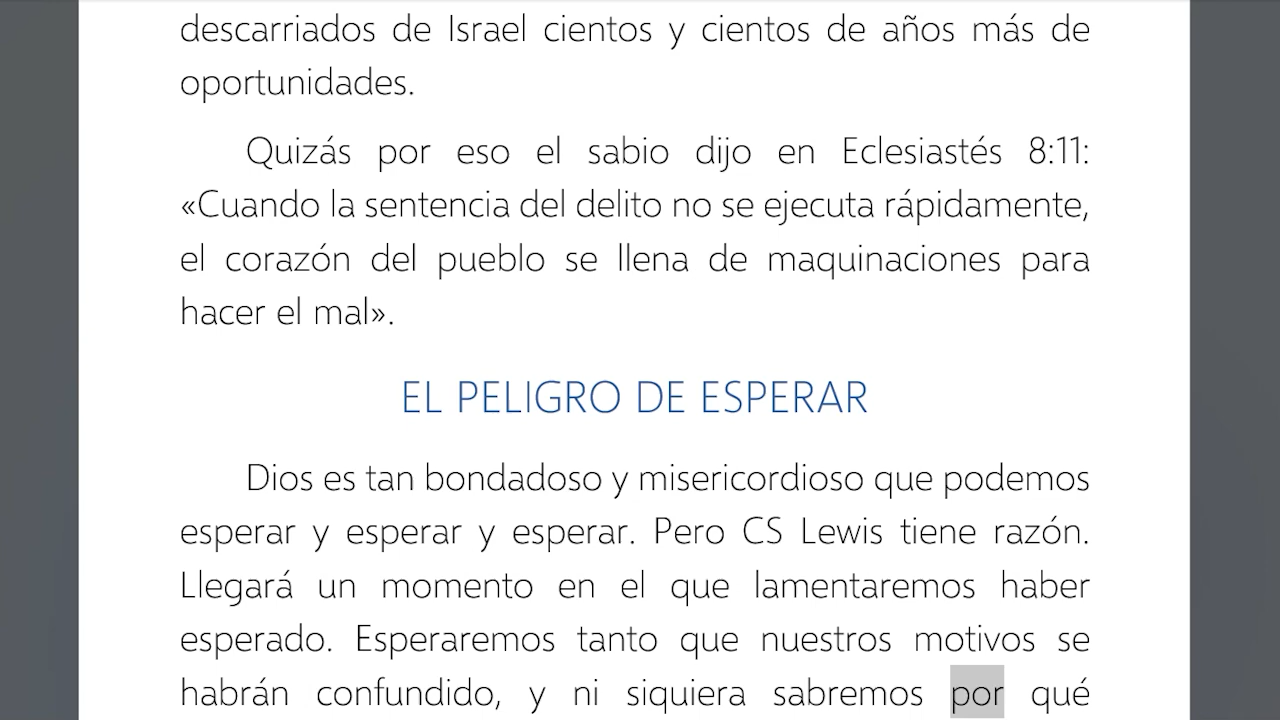 descarriados de Israel cientos y cientos de años más de
oportunidades.
Quizás por eso el sabio dijo en Eclesiastés 8:11:
«Cuando la sentencia del delito no se ejecuta rápidamente,
el corazón del pueblo se llena de maquinaciones para
hacer el mal».
EL PELIGRO DE ESPERAR
Dios es tan bondadoso y misericordioso que podemos
esperar y esperar y esperar. Pero CS Lewis tiene razón.
Llegará un momento en el que lamentaremos haber
esperado. Esperaremos tanto que nuestros motivos se
habrán confundido, y ni siquiera sabremos por qué